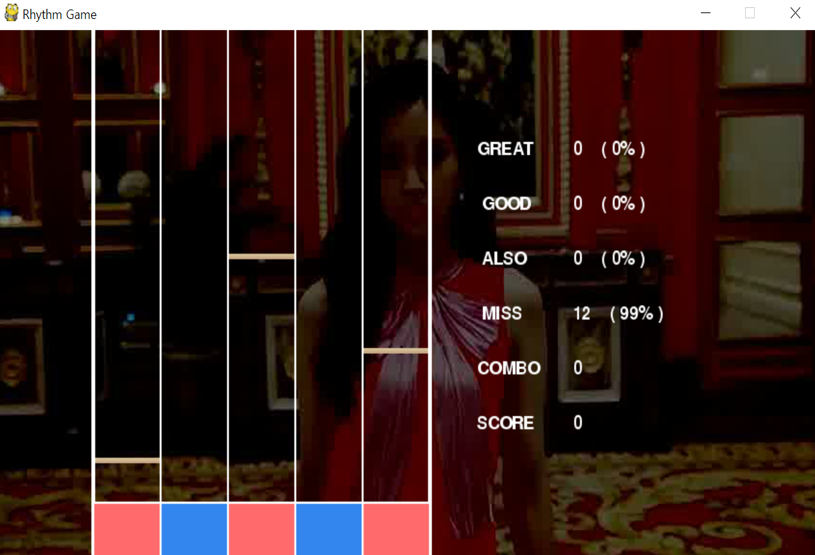 Rhythm Game
GREAT 0 ( 0% )
GOOD 0 ( 0% )
ALSO 0 ( 0% )
MISS 12 ( 99% )
COMBO 0
SCORE 0